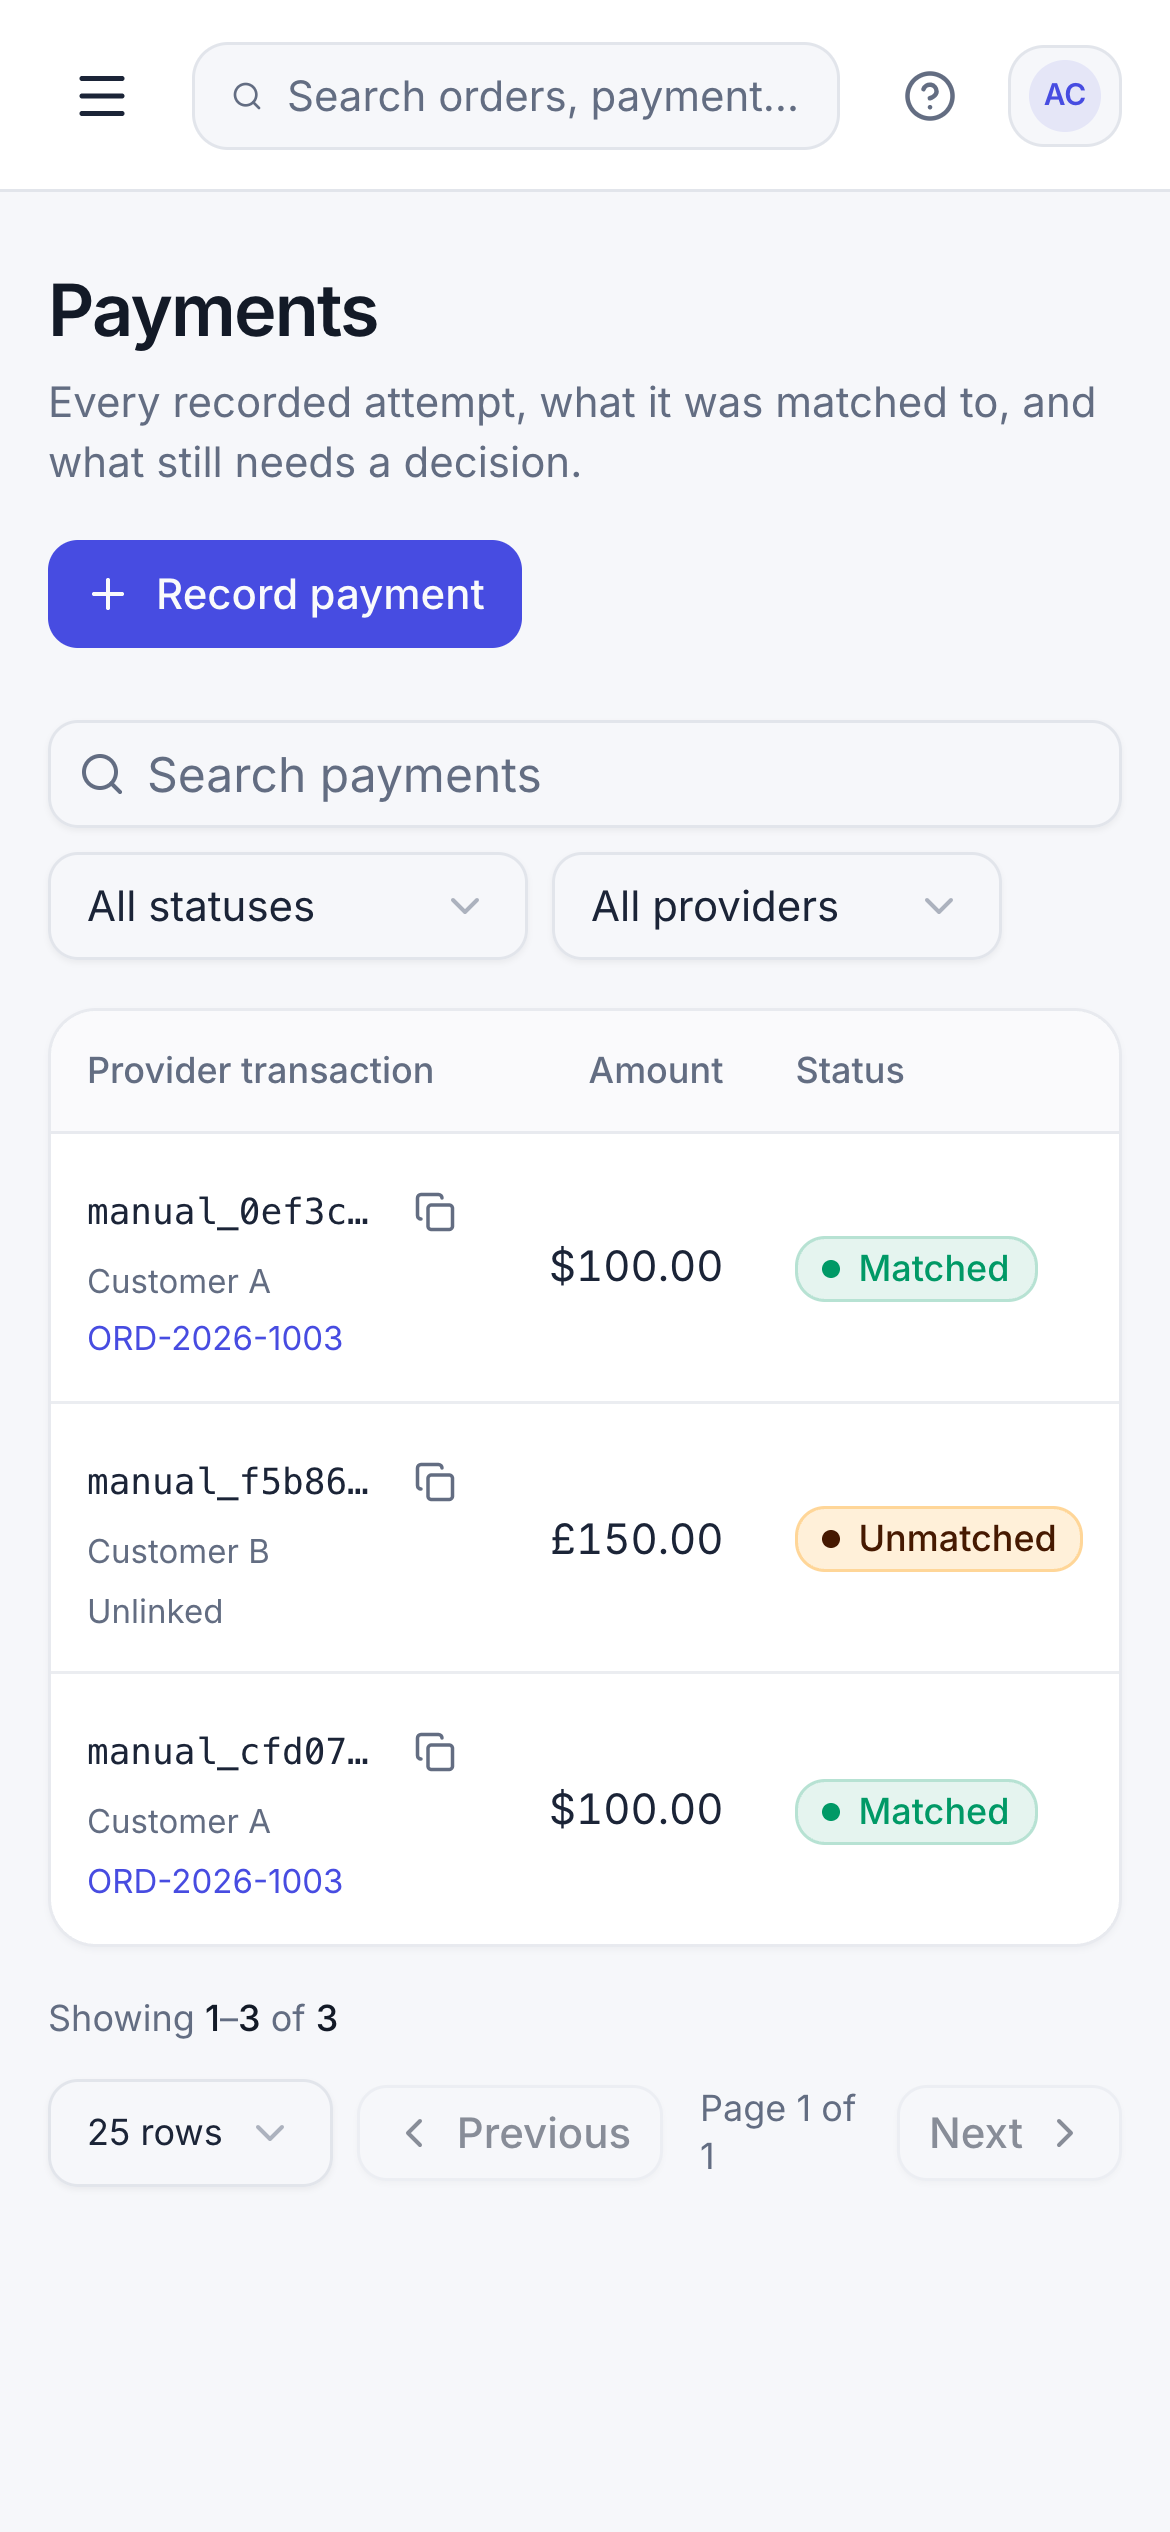 Search orders, payment...
AC
Payments
Every recorded attempt, what it was matched to, and
what still needs a decision.
Record payment
Search payments
All statuses
All providers
Provider transaction Amount Status
manual_0ef3c…
Customer A
ORD-2026-1003
$100.00
Matched
manual_f5b86…
Customer B
Unlinked
£150.00
Unmatched
manual_cfd07…
Customer A
ORD-2026-1003
$100.00
Matched
Showing 1–3 of 3
25 rows
Previous
Page 1 of
1
Next